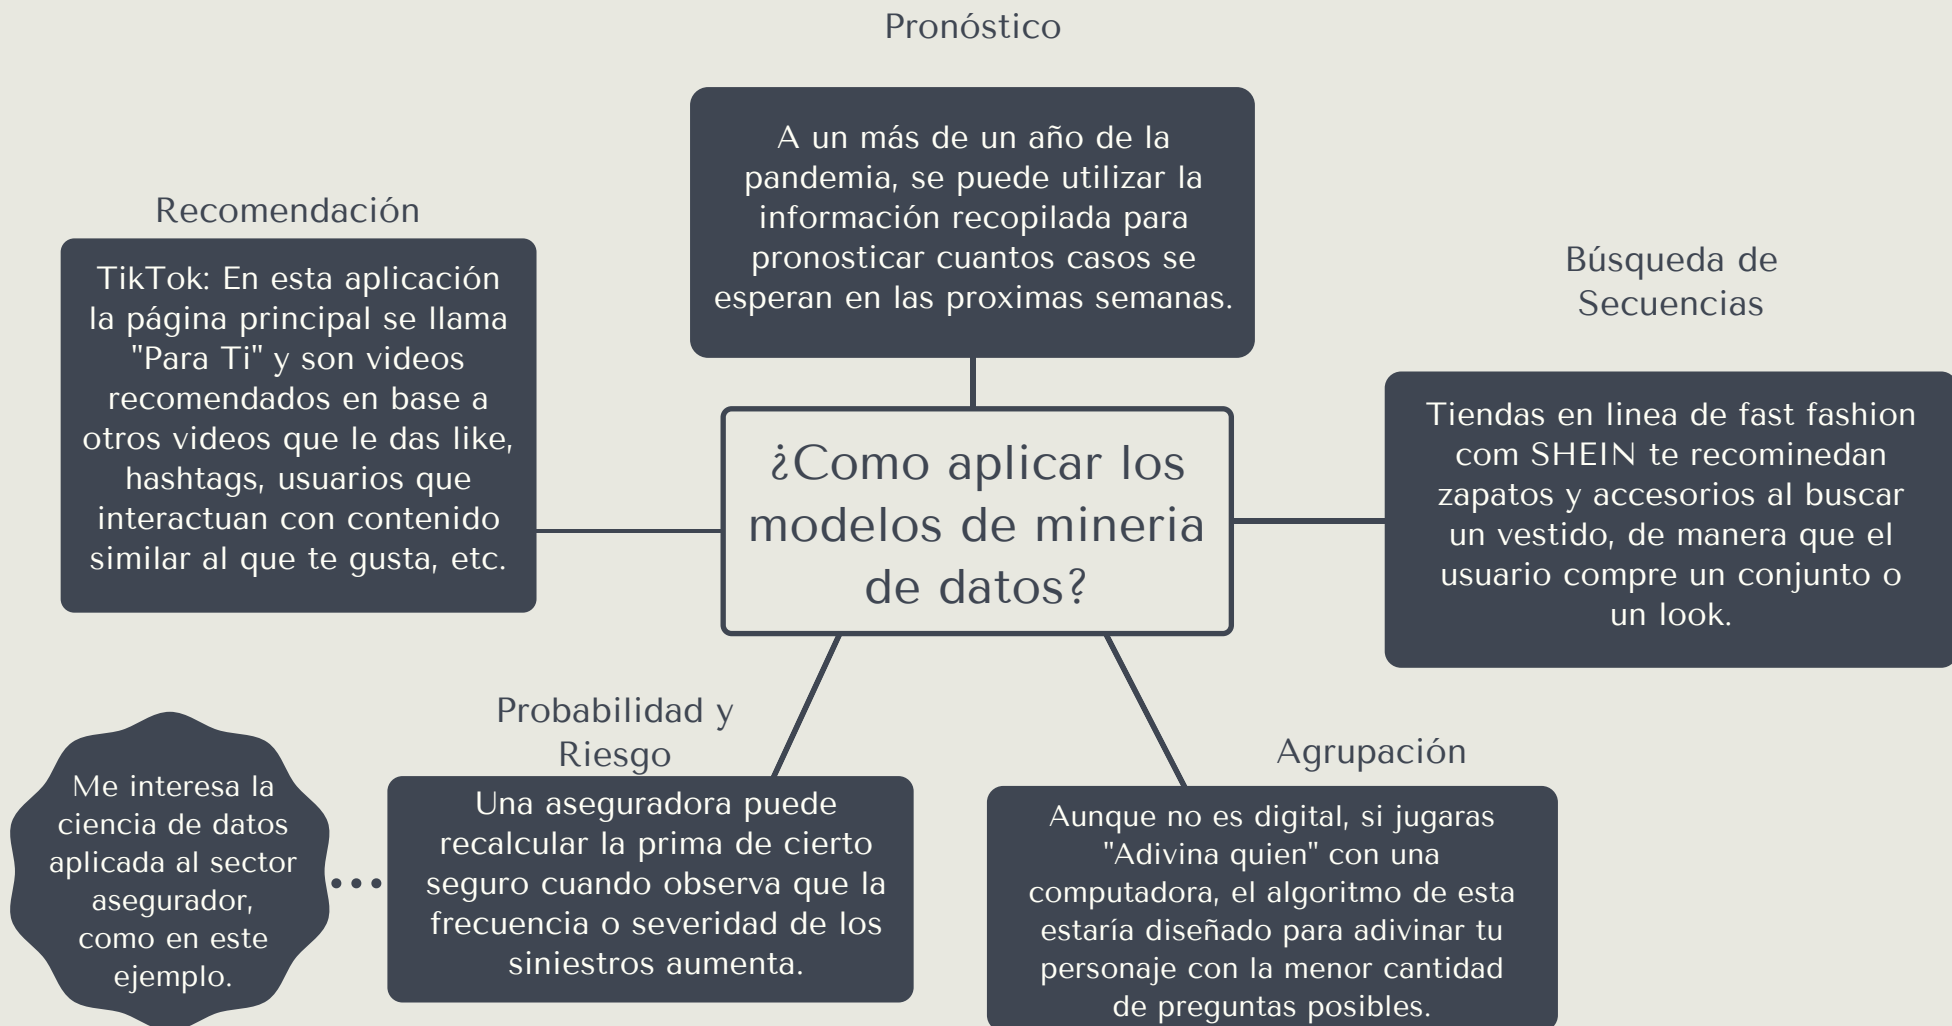 Pronóstico
A un más de un año de la
pandemia, se puede utilizar la
información recopilada para
pronosticar cuantos casos se
esperan en las proximas semanas.
Recomendación
TikTok: En esta aplicación
la página principal se llama
"Para Ti" y son videos
recomendados en base a
otros videos que le das like,
hashtags, usuarios que
interactuan con contenido
similar al que te gusta, etc.
Búsqueda de
Secuencias
Tiendas en linea de fast fashion
com SHEIN te recominedan
zapatos y accesorios al buscar
un vestido, de manera que el
usuario compre un conjunto o
un look.
¿Como aplicar los
modelos de mineria
de datos?
Probabilidad y
Riesgo
Una aseguradora puede
recalcular la prima de cierto
seguro cuando observa que la
frecuencia o severidad de los
siniestros aumenta.
Me interesa la
ciencia de datos
aplicada al sector
asegurador,
como en este
ejemplo.
Agrupación
Aunque no es digital, si jugaras
"Adivina quien" con una
computadora, el algoritmo de esta
estaría diseñado para adivinar tu
personaje con la menor cantidad
de preguntas posibles.